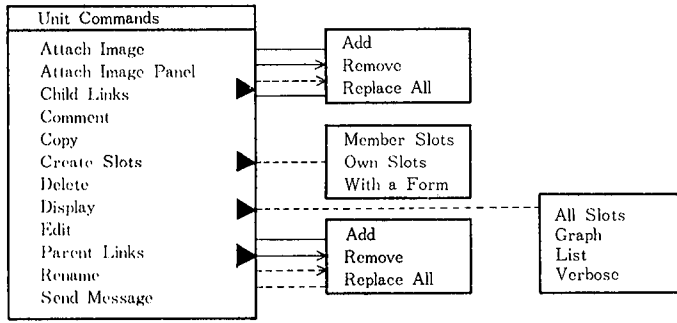 Unit Commands
Attach Image
Attach Image Panel
Child Links
Comment
Copy
Create Slots
Delete
Display
Edit
Parent Links
Rename
Send Message
Add
Remove
Replace All
Member Slots
Own Slots
With a Form
Add
Remove
Replace All
All Slots
Graph
List
Verbose